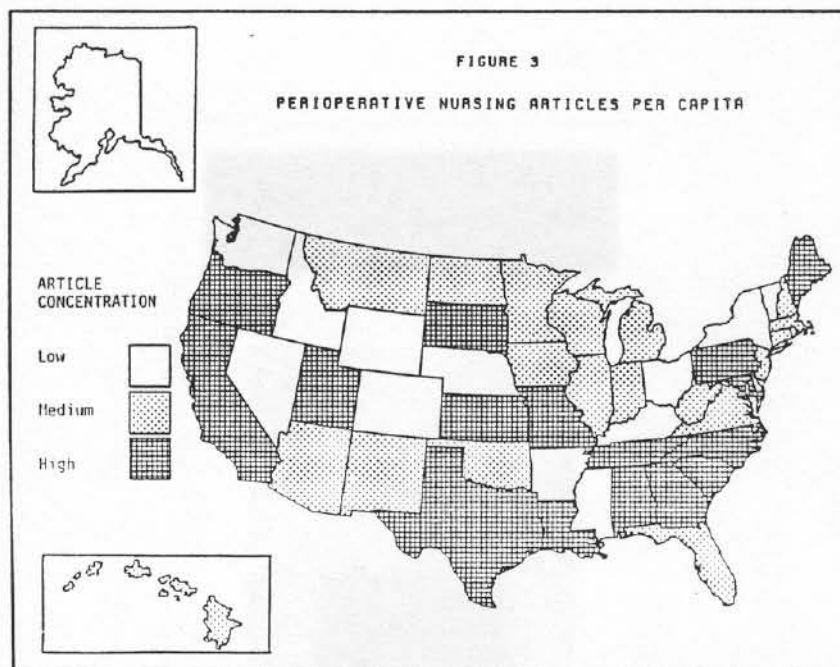 FIGURE 3
PERIOPERATIVE NURSING ARTICLES PER CAPITA
ARTICLE
CONCENTRATION
Low
Medium
High